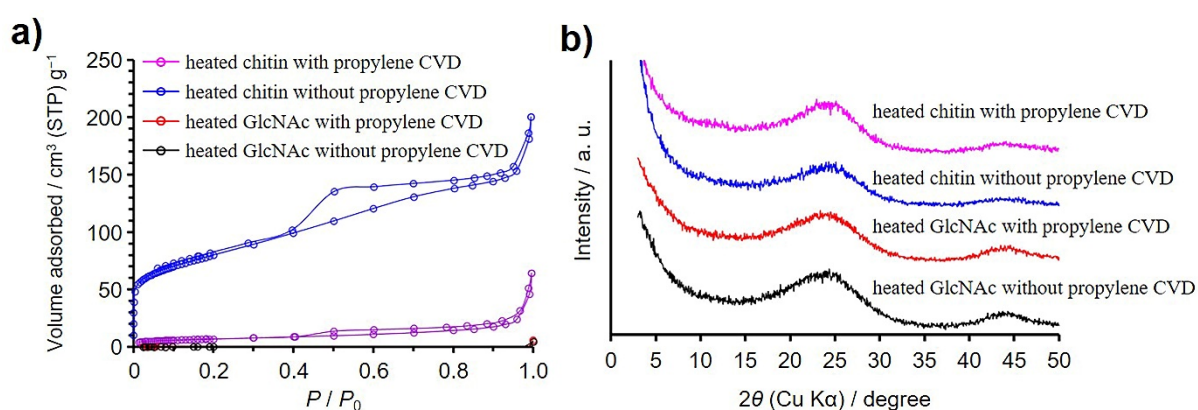 a)
Volume adsorbed / cm³ (STP) g⁻¹
250
200
150
100
50
0
heated chitin with propylene CVD
heated chitin without propylene CVD
heated GlcNAc with propylene CVD
heated GlcNAc without propylene CVD
0 0.2 0.4 0.6 0.8 1.0
P / P₀
b)
Intensity / a. u.
heated chitin with propylene CVD
heated chitin without propylene CVD
heated GlcNAc with propylene CVD
heated GlcNAc without propylene CVD
0 5 10 15 20 25 30 35 40 45 50
2θ (Cu Kα) / degree